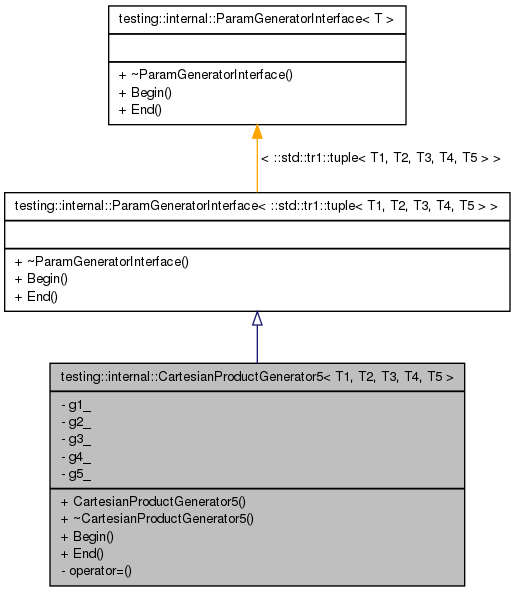 testing::internal::ParamGeneratorInterface< T >
+ ~ParamGeneratorInterface()
+ Begin()
+ End()
< ::std::tr1::tuple< T1, T2, T3, T4, T5 > >
testing::internal::ParamGeneratorInterface< ::std::tr1::tuple< T1, T2, T3, T4, T5 > >
+ ~ParamGeneratorInterface()
+ Begin()
+ End()
testing::internal::CartesianProductGenerator5< T1, T2, T3, T4, T5 >
- g1_
- g2_
- g3_
- g4_
- g5_
+ CartesianProductGenerator5()
+ ~CartesianProductGenerator5()
+ Begin()
+ End()
- operator=()